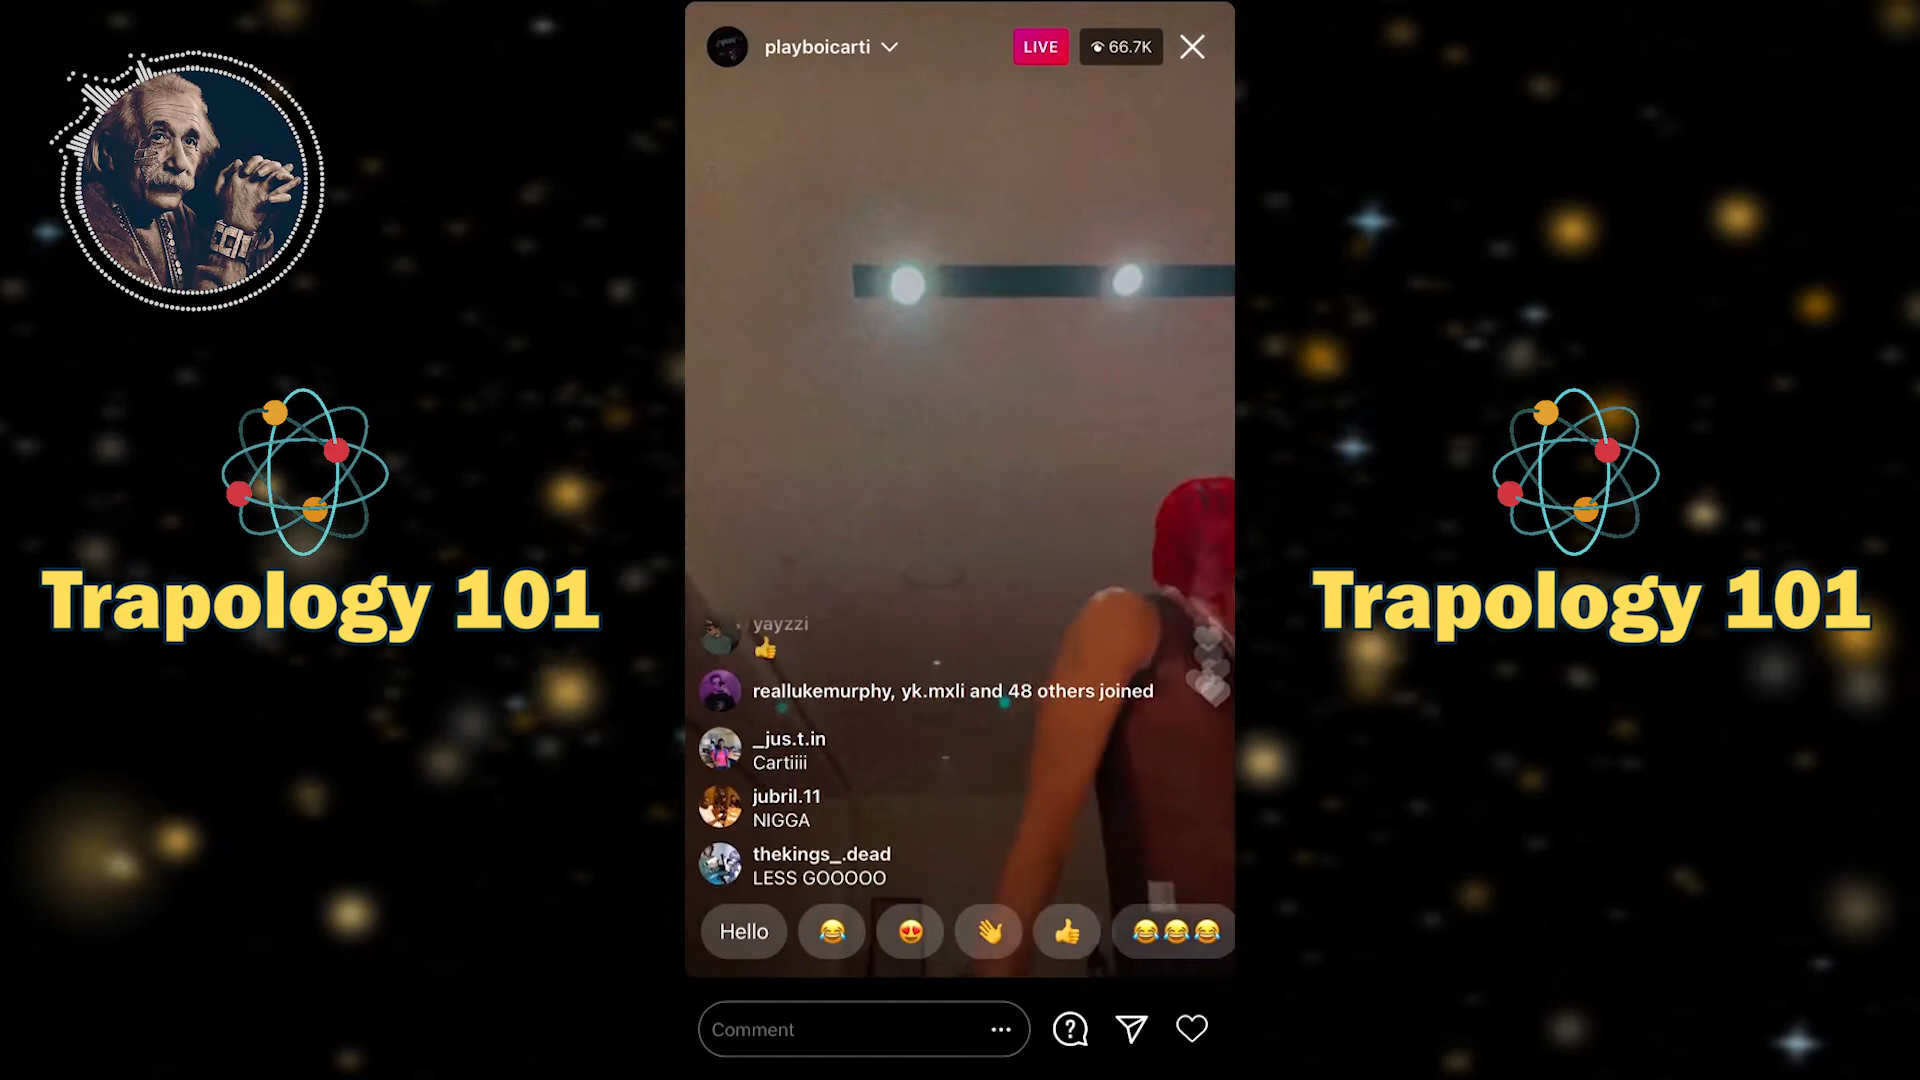 playboicarti
LIVE
66.7K
Trapology 101
Trapology 101
yayzzi
👍
reallukemurphy, yk.mxli and 48 others joined
_jus.t.in
Cartiiii
jubril.11
NIGGA
thekings_.dead
LESS GOOOOO
Hello 😂 😍 👋 👍 😂😂😂
Comment